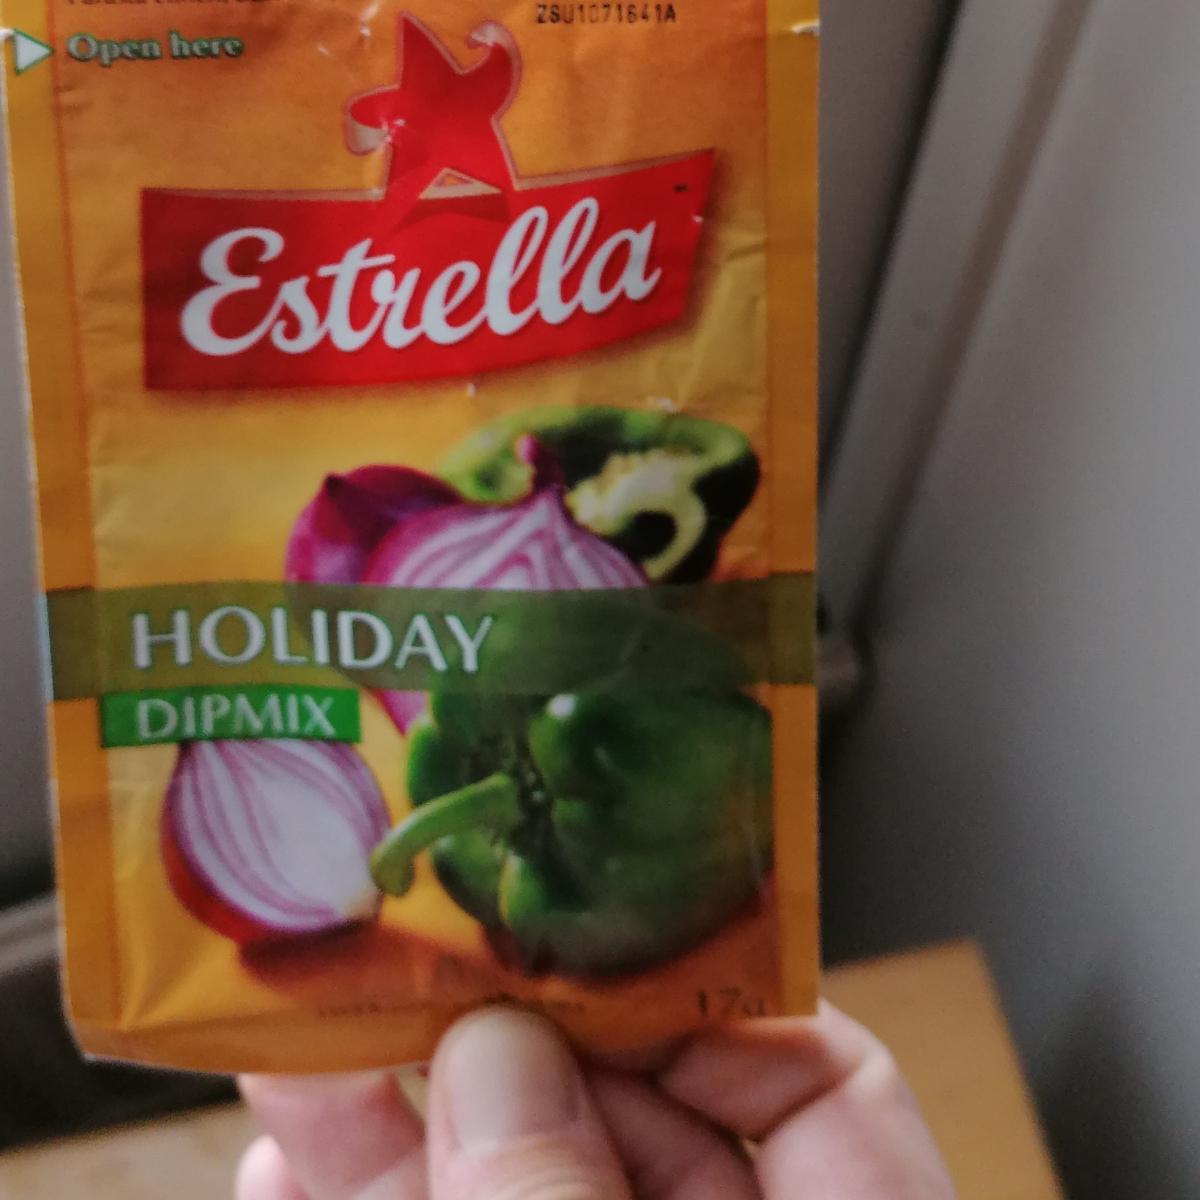 ZSU1071641A
Open here
Estrella
HOLIDAY
DIPMIX
17g